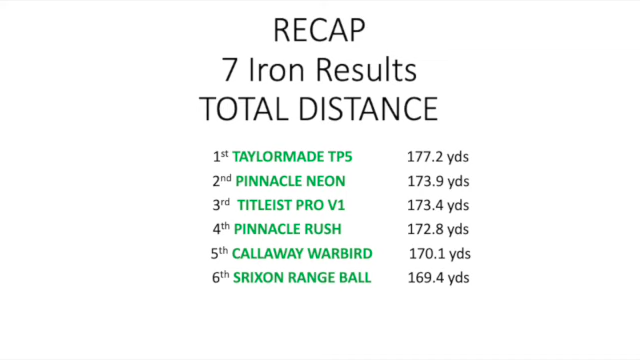 RECAP
7 Iron Results
TOTAL DISTANCE
1st TAYLORMADE TP5 177.2 yds
2nd PINNACLE NEON 173.9 yds
3rd TITLEIST PRO V1 173.4 yds
4th PINNACLE RUSH 172.8 yds
5th CALLAWAY WARBIRD 170.1 yds
6th SRIXON RANGE BALL 169.4 yds